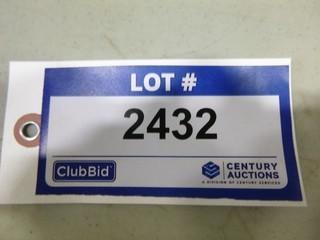 LOT #
2432
ClubBid
CENTURY
AUCTIONS
A DIVISION OF CENTURY SERVICES